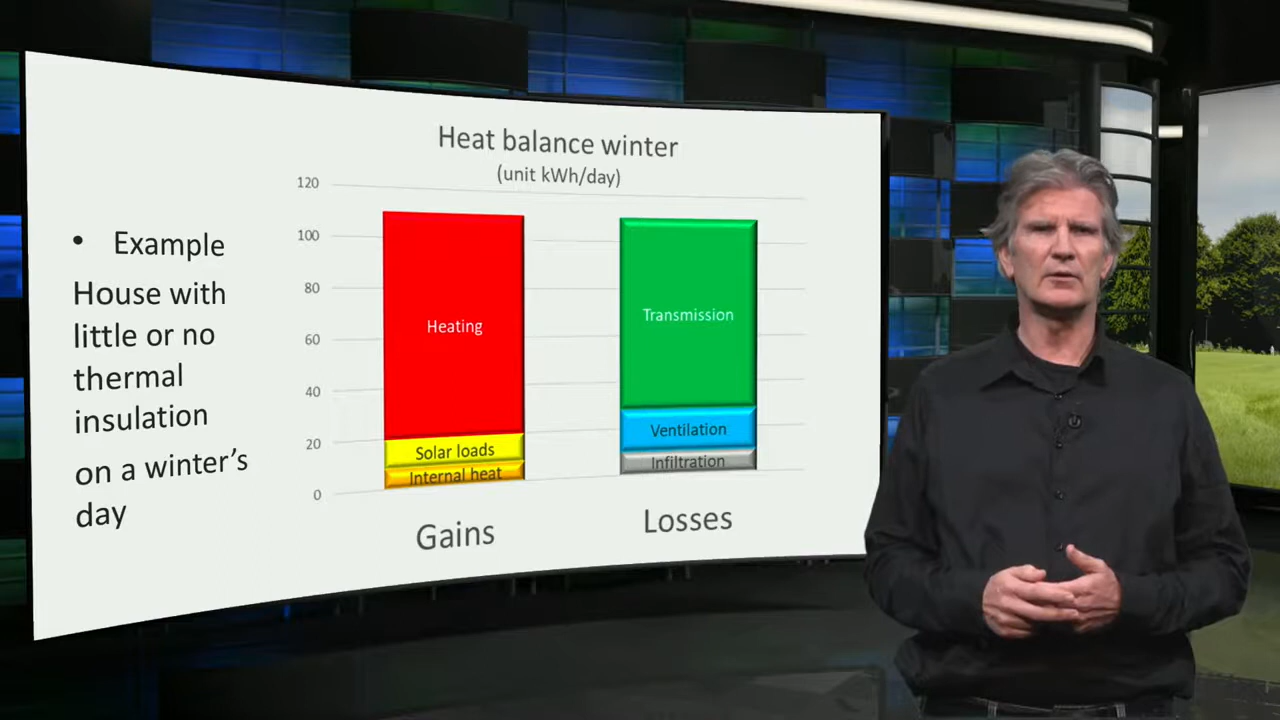 Heat balance winter
(unit kWh/day)
• Example
House with
little or no
thermal
insulation
on a winter's
day
120
100
80
60
40
20
0
Heating
Solar loads
Internal heat
Transmission
Ventilation
Infiltration
Gains
Losses